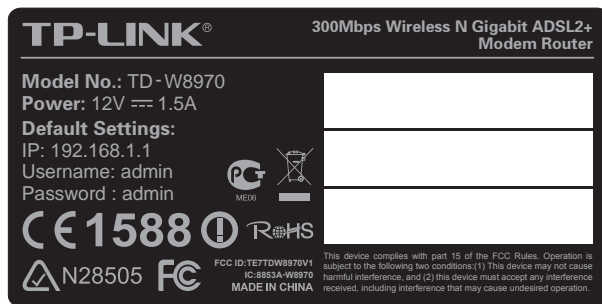 TP-LINK®
300Mbps Wireless N Gigabit ADSL2+
Modem Router
Model No.: TD-W8970
Power: 12V ⎓ 1.5A
Default Settings:
IP: 192.168.1.1
Username: admin
Password : admin
PCT
ME06
CE 1588
RoHS
N28505
FC
FCC ID:TE7TDW8970V1
IC:8853A-W8970
MADE IN CHINA
This device complies with part 15 of the FCC Rules. Operation is
subject to the following two conditions:(1) This device may not cause
harmful interference, and (2) this device must accept any interference
received, including interference that may cause undesired operation.